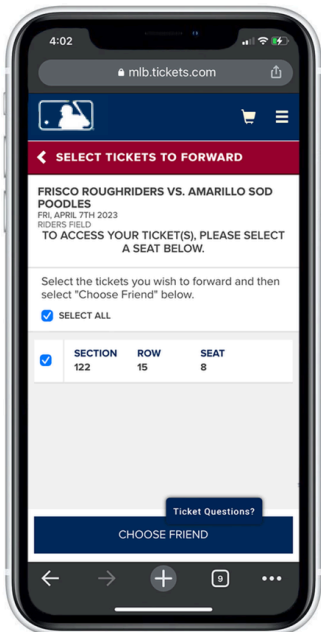 4:02
mlb.tickets.com
SELECT TICKETS TO FORWARD
FRISCO ROUGHRIDERS VS. AMARILLO SOD
POODLES
FRI, APRIL 7TH 2023
RIDERS FIELD
TO ACCESS YOUR TICKET(S), PLEASE SELECT
A SEAT BELOW.
Select the tickets you wish to forward and then
select "Choose Friend" below.
SELECT ALL
SECTION ROW SEAT
122 15 8
Ticket Questions?
CHOOSE FRIEND
9